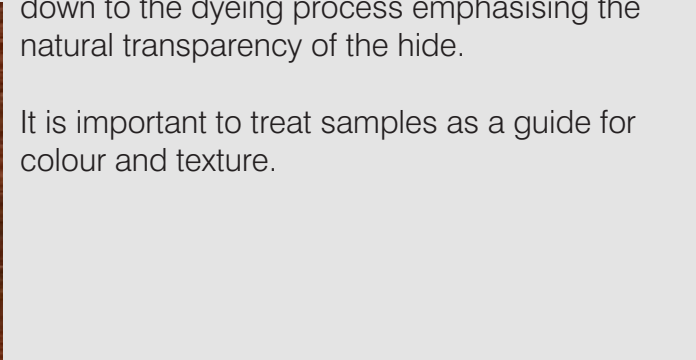 down to the dyeing process emphasising the
natural transparency of the hide.
It is important to treat samples as a guide for
colour and texture.